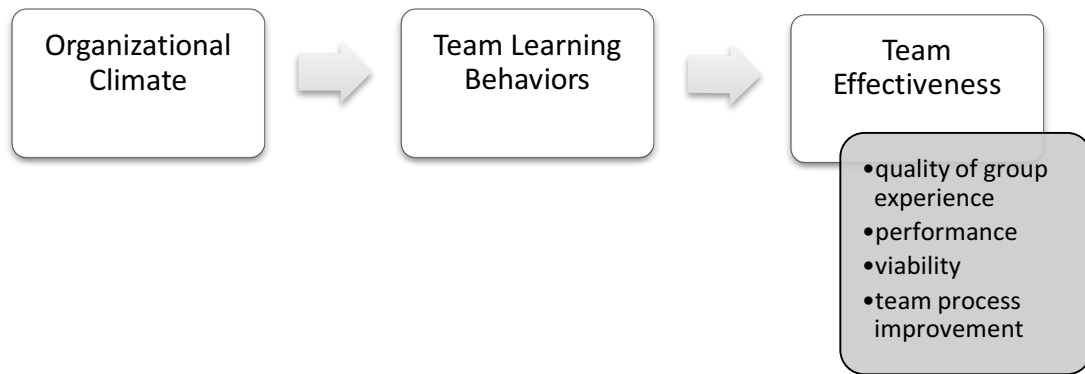 Organizational
Climate
Team Learning
Behaviors
Team
Effectiveness
•quality of group
experience
•performance
•viability
•team process
improvement